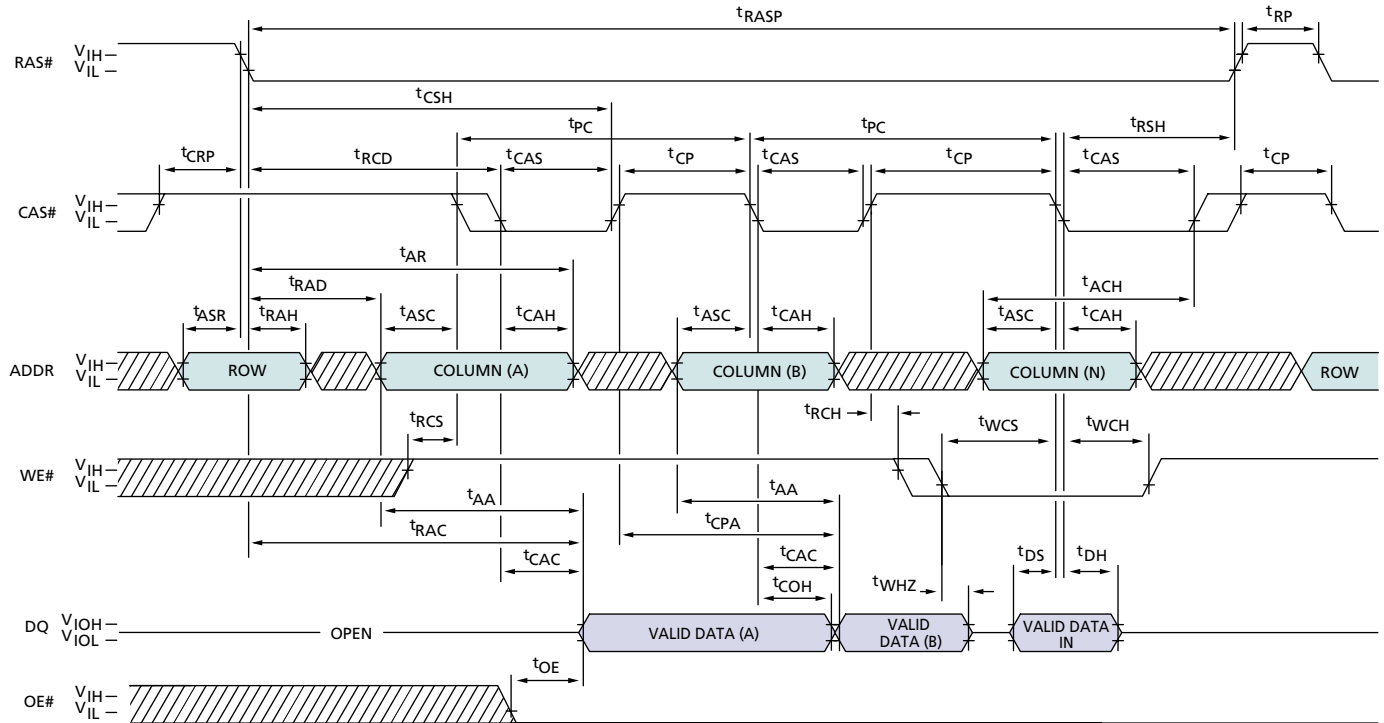 tRASP tRP
RAS# VIH VIL
tCSH
tPC tPC tRSH
tCRP tRCD tCAS tCP tCAS tCP tCAS tCP
CAS# VIH VIL
tAR
tRAD tACH
tASR tRAH tASC tCAH tASC tCAH tASC tCAH
ADDR VIH VIL ROW COLUMN (A) COLUMN (B) COLUMN (N) ROW
tRCS tRCH tWCS tWCH
WE# VIH VIL
tAA tAA
tRAC tCPA
tCAC tCAC
tCOH tWHZ tDS tDH
DQ VIOH VIOL OPEN VALID DATA (A) VALID DATA (B) VALID DATA IN
tOE
OE# VIH VIL